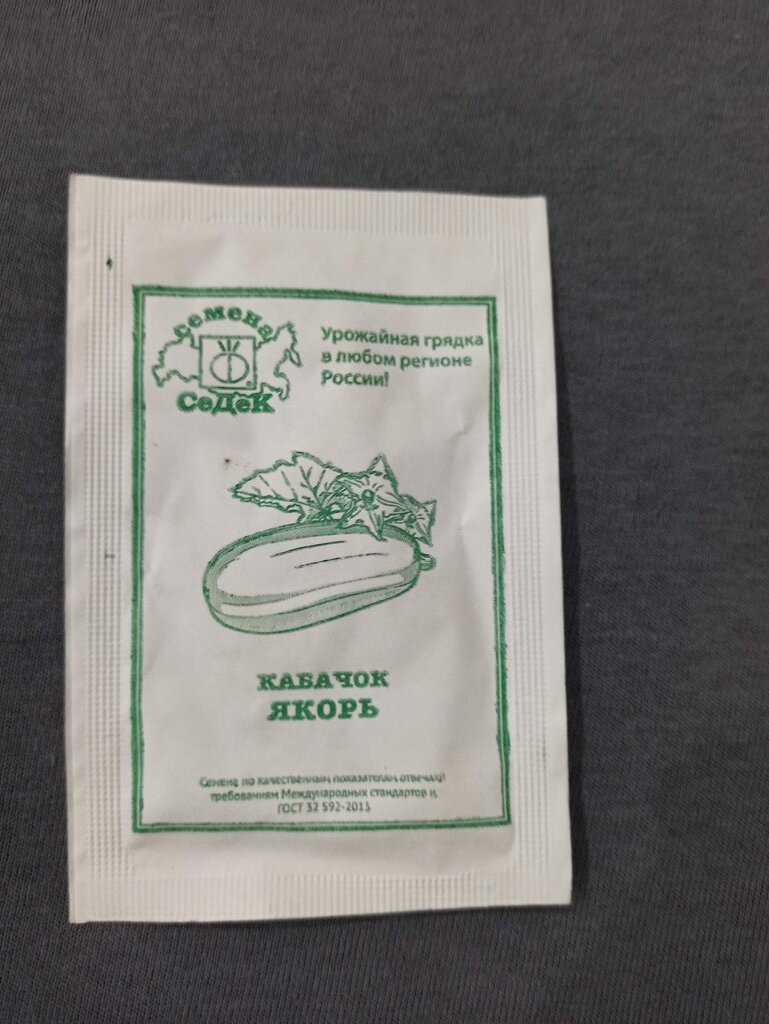 семена
СеДеК
Урожайная грядка
в любом регионе
России!
КАБАЧОК
ЯКОРЬ
Семена по качественным показателям отвечают
требованиям Международных стандартов и
ГОСТ 32 592-2013